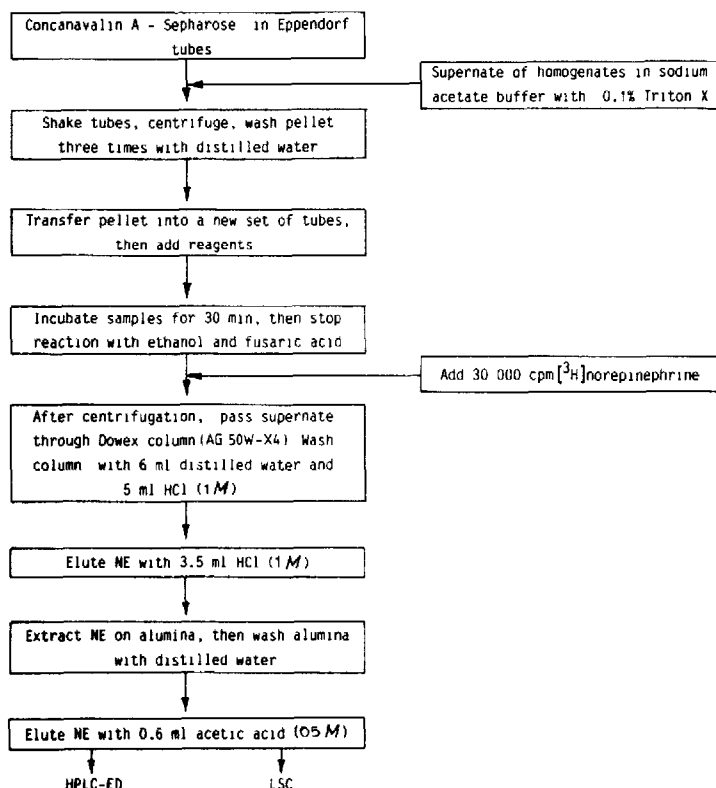 Concanavalin A - Sepharose in Eppendorf
tubes
Supernate of homogenates in sodium
acetate buffer with 0.1% Triton X
Shake tubes, centrifuge, wash pellet
three times with distilled water
Transfer pellet into a new set of tubes,
then add reagents
Incubate samples for 30 min, then stop
reaction with ethanol and fusaric acid
Add 30 000 cpm [³H]norepinephrine
After centrifugation, pass supernate
through Dowex column (AG 50W-X4) Wash
column with 6 ml distilled water and
5 ml HCl (1M)
Elute NE with 3.5 ml HCl (1M)
Extract NE on alumina, then wash alumina
with distilled water
Elute NE with 0.6 ml acetic acid (05M)
HPLC-ED
LSC